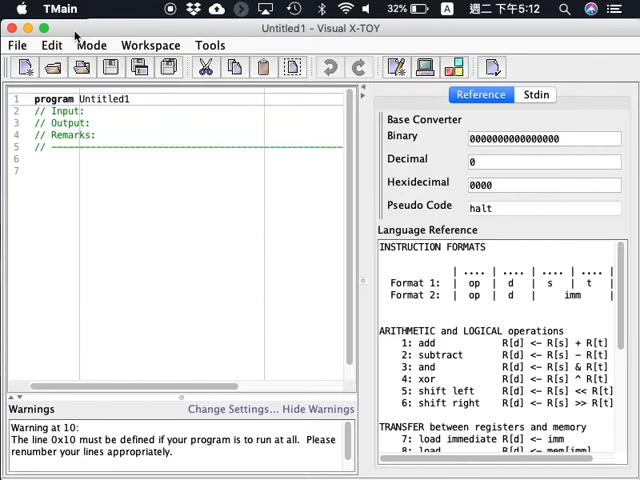 TMain
32%
A
週二 下午5:12
Untitled1 - Visual X-TOY
File Edit Mode Workspace Tools
1 program Untitled1
2 // Input:
3 // Output:
4 // Remarks:
5 // ----------------------------------------------------
6
7
Warnings Change Settings... Hide Warnings
Warning at 10:
The line 0x10 must be defined if your program is to run at all. Please
renumber your lines appropriately.
Reference Stdin
Base Converter
Binary 0000000000000000
Decimal 0
Hexidecimal 0000
Pseudo Code halt
Language Reference
INSTRUCTION FORMATS
| .... | .... | .... | .... |
Format 1: | op | d | s | t |
Format 2: | op | d | imm
ARITHMETIC and LOGICAL operations
1: add R[d] <- R[s] + R[t]
2: subtract R[d] <- R[s] - R[t]
3: and R[d] <- R[s] & R[t]
4: xor R[d] <- R[s] ^ R[t]
5: shift left R[d] <- R[s] << R[t]
6: shift right R[d] <- R[s] >> R[t]
TRANSFER between registers and memory
7: load immediate R[d] <- imm
8: load R[d] <- mem[imm]